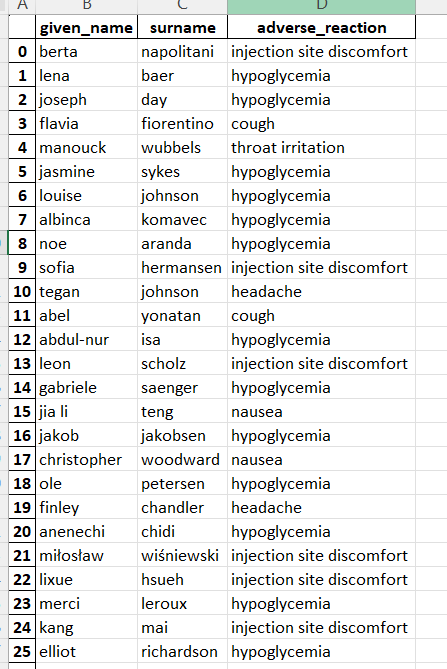 A B C D
given_name surname adverse_reaction
0 berta napolitani injection site discomfort
1 lena baer hypoglycemia
2 joseph day hypoglycemia
3 flavia fiorentino cough
4 manouck wubbels throat irritation
5 jasmine sykes hypoglycemia
6 louise johnson hypoglycemia
7 albinca komavec hypoglycemia
8 noe aranda hypoglycemia
9 sofia hermansen injection site discomfort
10 tegan johnson headache
11 abel yonatan cough
12 abdul-nur isa hypoglycemia
13 leon scholz injection site discomfort
14 gabriele saenger hypoglycemia
15 jia li teng nausea
16 jakob jakobsen hypoglycemia
17 christopher woodward nausea
18 ole petersen hypoglycemia
19 finley chandler headache
20 anenechi chidi hypoglycemia
21 miłosław wiśniewski injection site discomfort
22 lixue hsueh injection site discomfort
23 merci leroux hypoglycemia
24 kang mai injection site discomfort
25 elliot richardson hypoglycemia